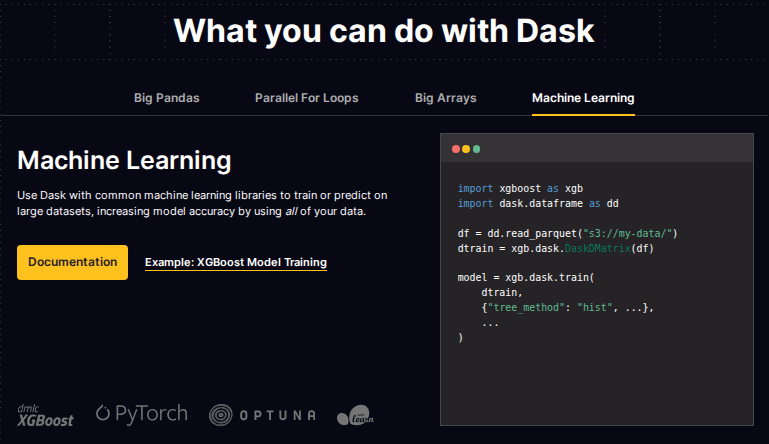 What you can do with Dask
Big Pandas
Parallel For Loops
Big Arrays
Machine Learning
Machine Learning
Use Dask with common machine learning libraries to train or predict on
large datasets, increasing model accuracy by using all of your data.
Documentation
Example: XGBoost Model Training
import xgboost as xgb
import dask.dataframe as dd
df = dd.read_parquet("s3://my-data/")
dtrain = xgb.dask.DaskDMatrix(df)
model = xgb.dask.train(
    dtrain,
    {"tree_method": "hist", ...},
    ...
)
dmlc
XGBoost
PyTorch
OPTUNA
learn